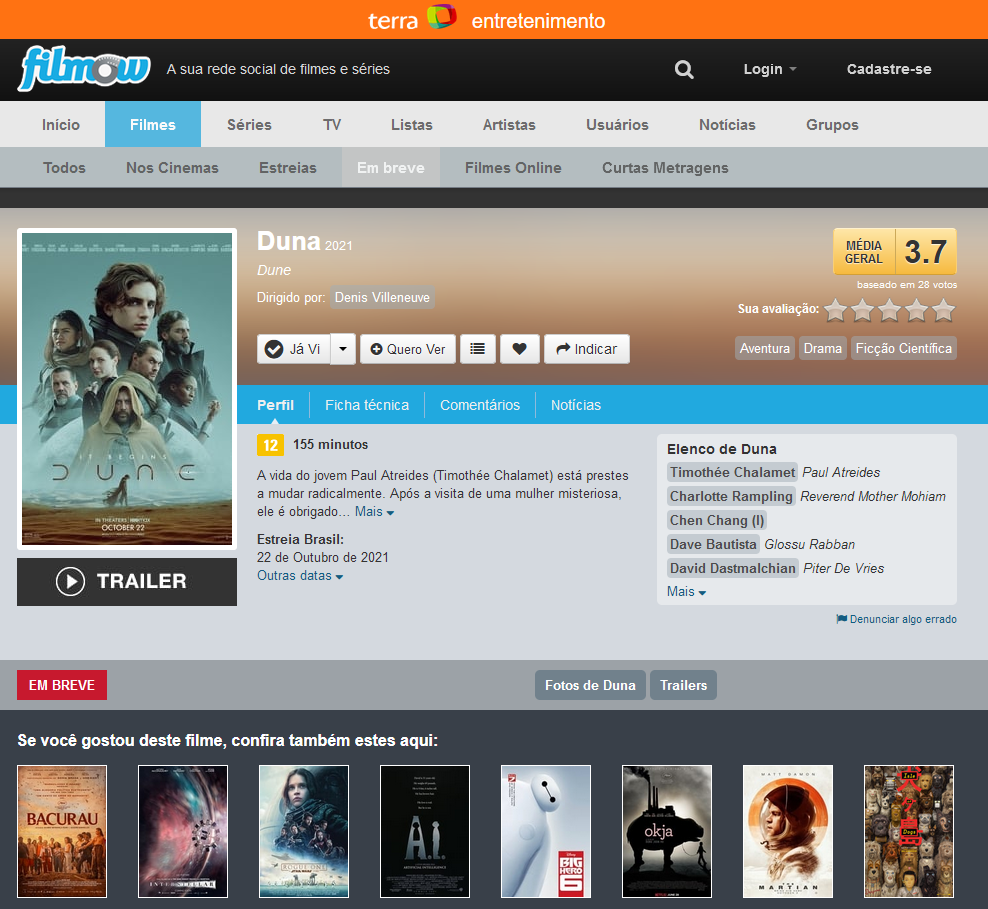 terra entretenimento
filmow A sua rede social de filmes e séries Login Cadastre-se
Início Filmes Séries TV Listas Artistas Usuários Notícias Grupos
Todos Nos Cinemas Estreias Em breve Filmes Online Curtas Metragens
Duna 2021
Dune
Dirigido por: Denis Villeneuve
MÉDIA GERAL 3.7
baseado em 28 votos
Sua avaliação:
Já Vi Quero Ver Indicar
Aventura Drama Ficção Científica
IT BEGINS
DUNE
IN THEATERS
OCTOBER 22
TRAILER
Perfil Ficha técnica Comentários Notícias
12 155 minutos
A vida do jovem Paul Atreides (Timothée Chalamet) está prestes
a mudar radicalmente. Após a visita de uma mulher misteriosa,
ele é obrigado... Mais
Estreia Brasil:
22 de Outubro de 2021
Outras datas
Elenco de Duna
Timothée Chalamet Paul Atreides
Charlotte Rampling Reverend Mother Mohiam
Chen Chang (I)
Dave Bautista Glossu Rabban
David Dastmalchian Piter De Vries
Mais
Denunciar algo errado
EM BREVE Fotos de Duna Trailers
Se você gostou deste filme, confira também estes aqui:
BACURAU
INTERSTELLAR
ROGUE ONE
A.I.
ARTIFICIAL INTELLIGENCE
BIG
HERO
6
okja
MATT DAMON
THE MARTIAN
Isle
of
Dogs